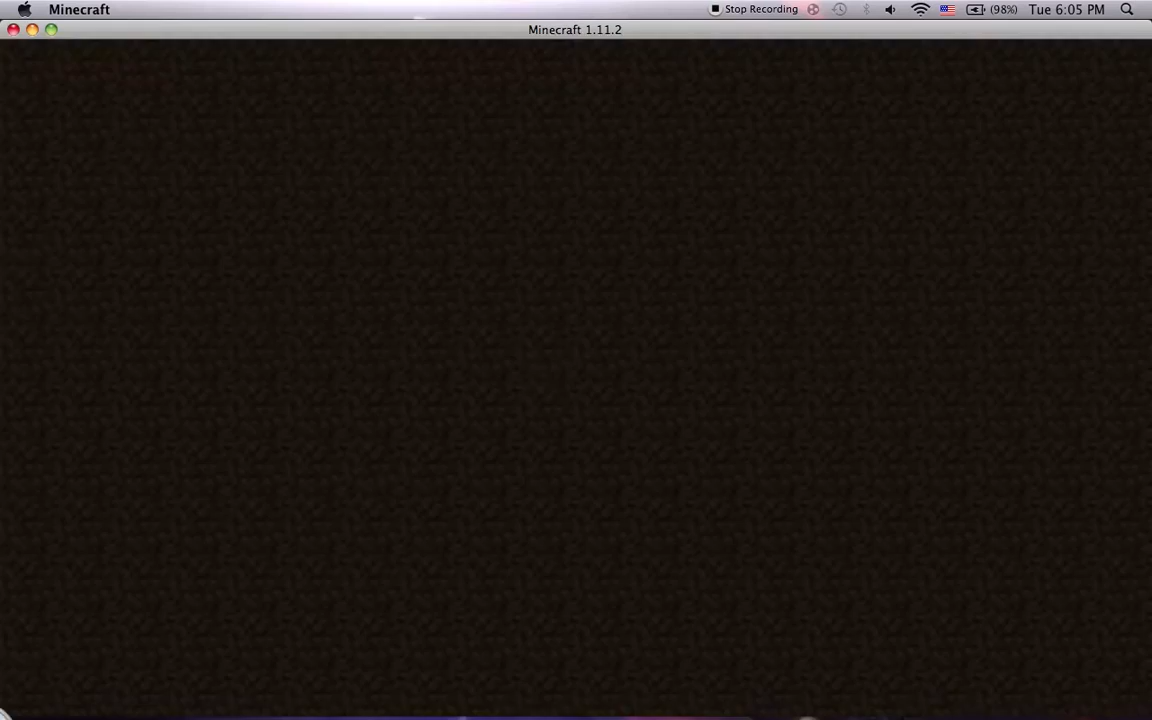 Minecraft
Stop Recording
(98%)
Tue 6:05 PM
Minecraft 1.11.2